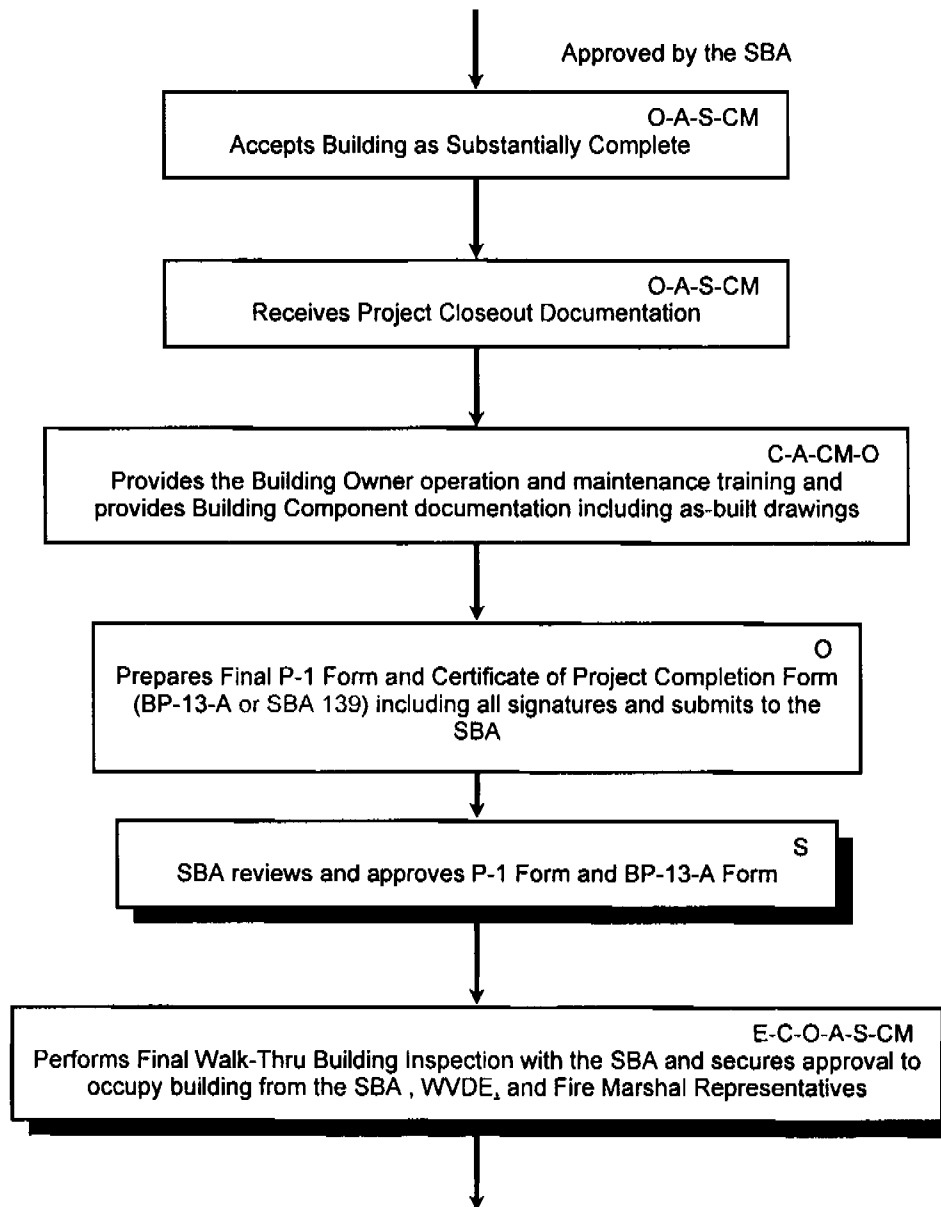 Approved by the SBA
O-A-S-CM
Accepts Building as Substantially Complete
O-A-S-CM
Receives Project Closeout Documentation
C-A-CM-O
Provides the Building Owner operation and maintenance training and
provides Building Component documentation including as-built drawings
O
Prepares Final P-1 Form and Certificate of Project Completion Form
(BP-13-A or SBA 139) including all signatures and submits to the
SBA
S
SBA reviews and approves P-1 Form and BP-13-A Form
E-C-O-A-S-CM
Performs Final Walk-Thru Building Inspection with the SBA and secures approval to
occupy building from the SBA , WVDE, and Fire Marshal Representatives